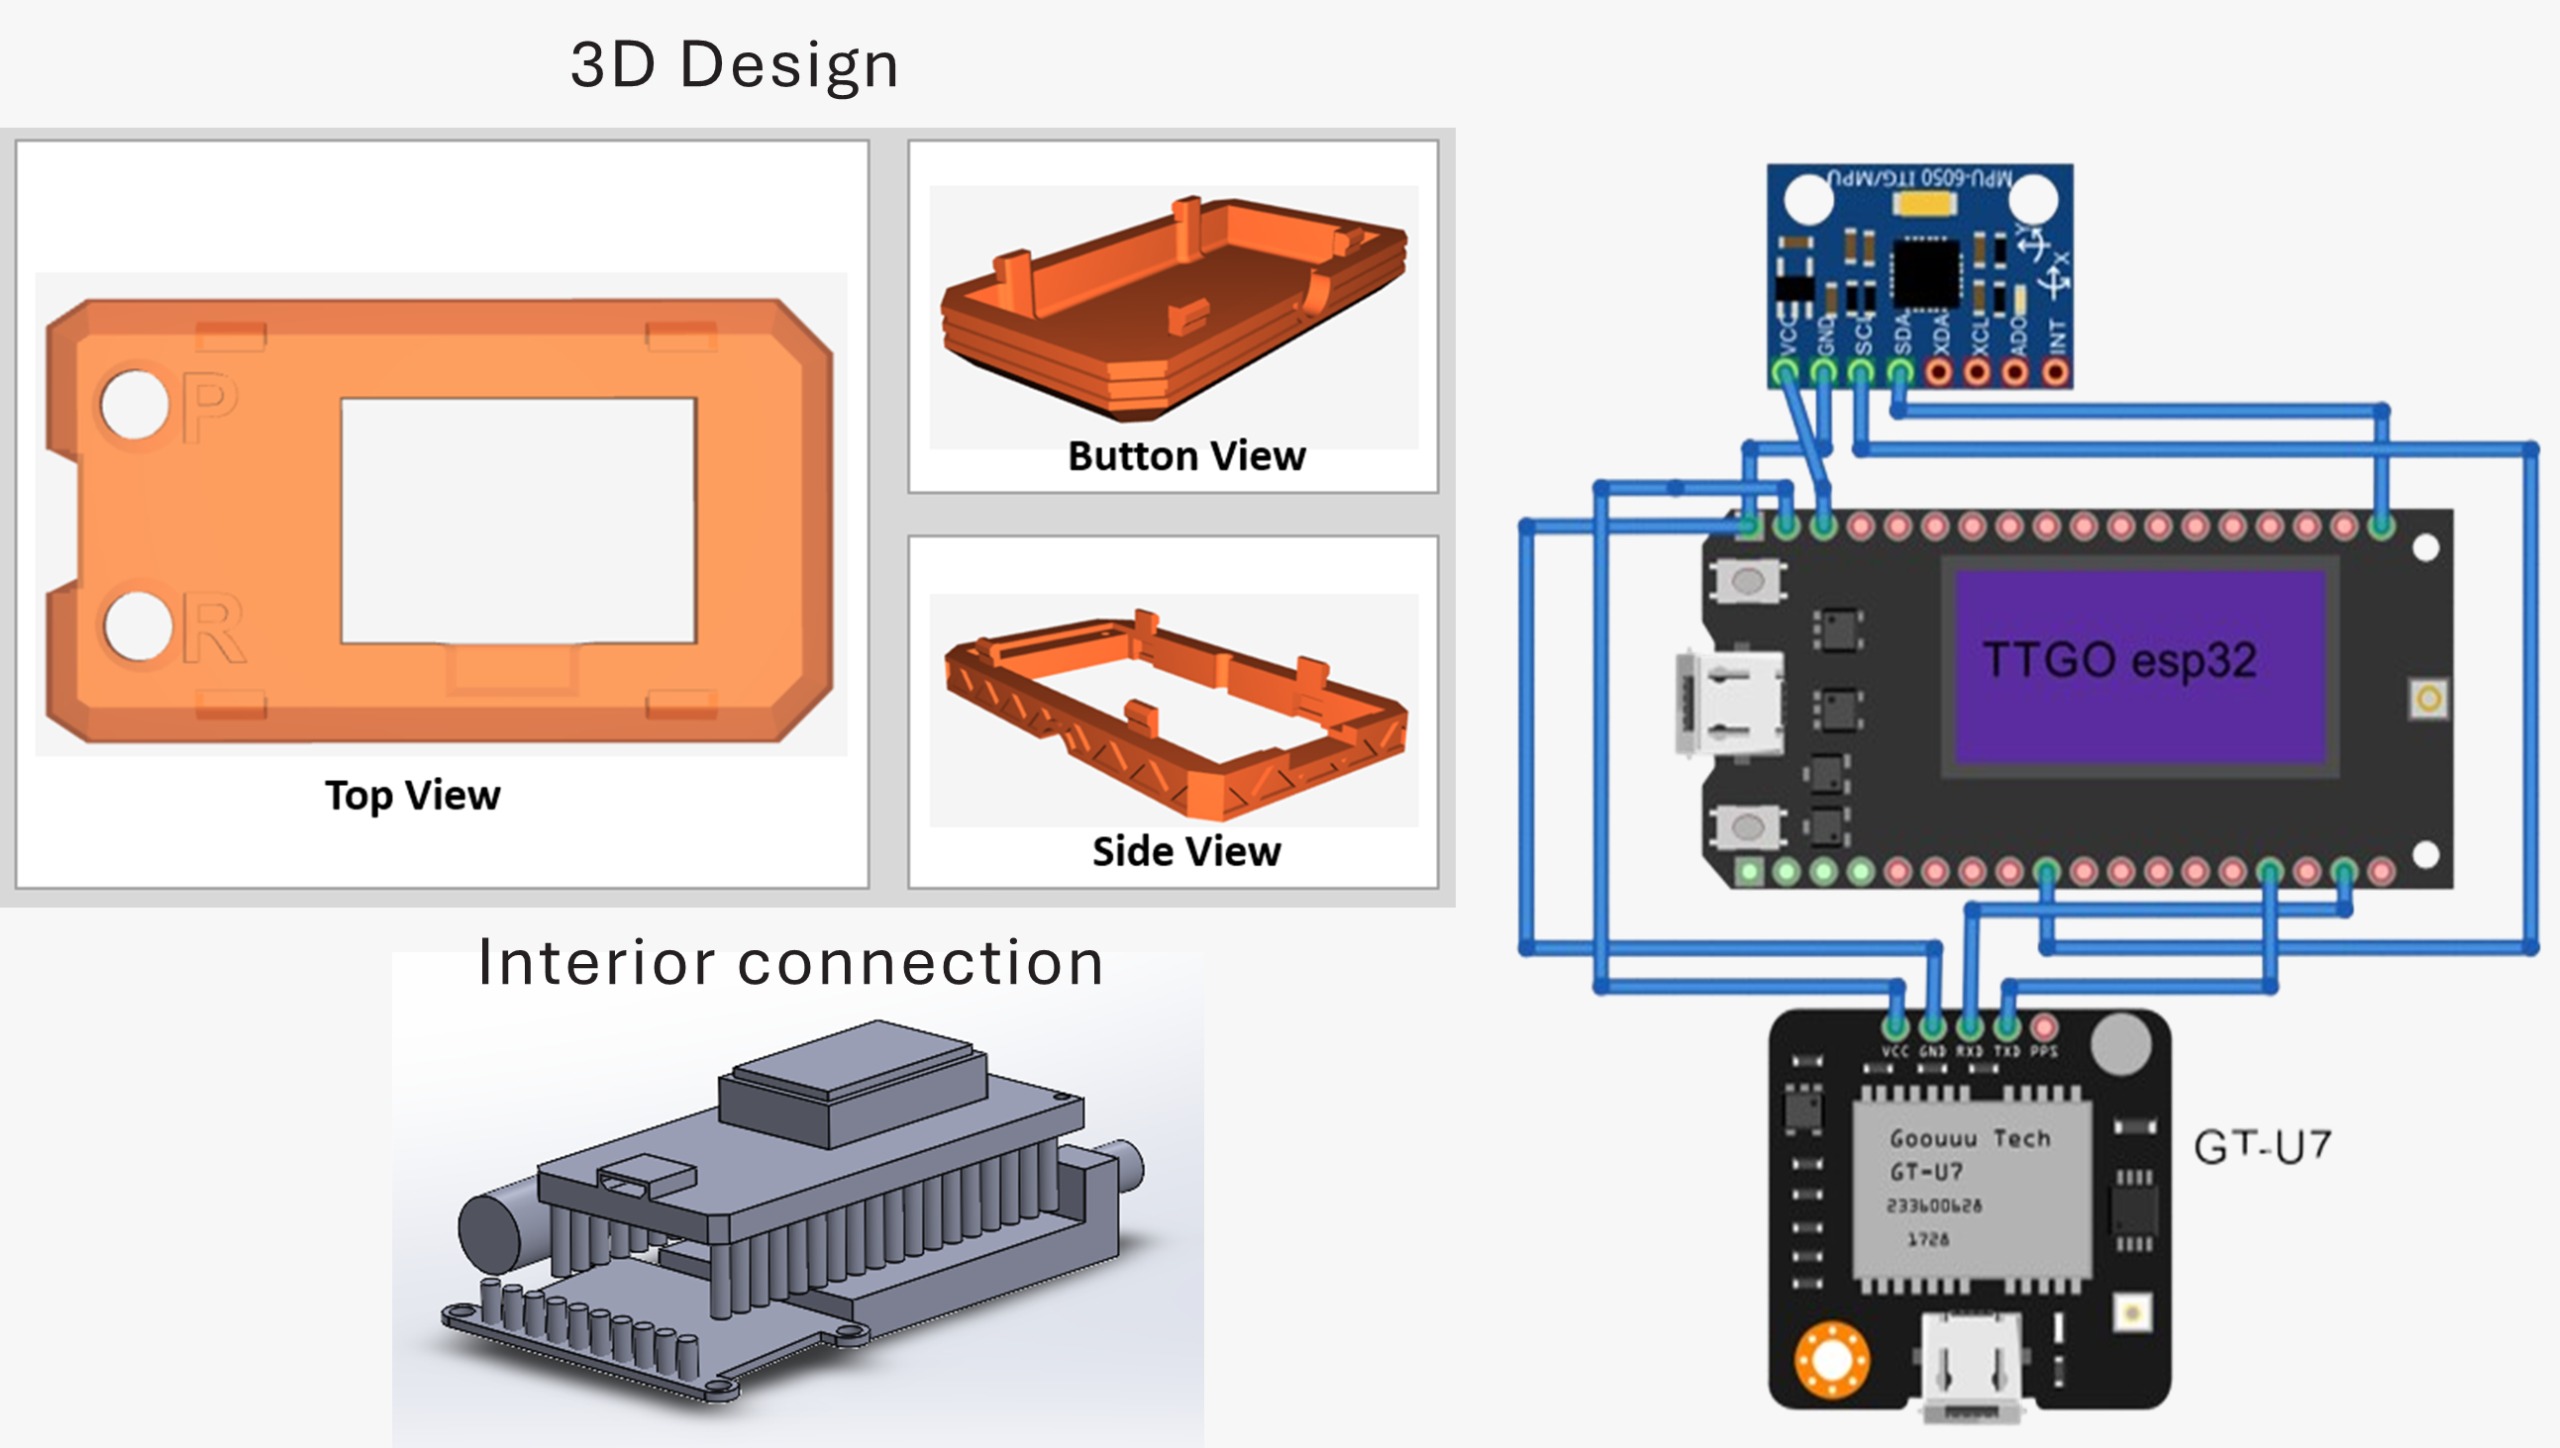 3D Design
P
R
Top View
Button View
Side View
Interior connection
MPU-6050 ITG/MPU
Y
X
VCC GND SCL SDA XDA XCL ADO INT
TTGO esp32
VCC GND RXD TXD PPS
Goouuu Tech
GT-U7
233600628
1728
GT-U7